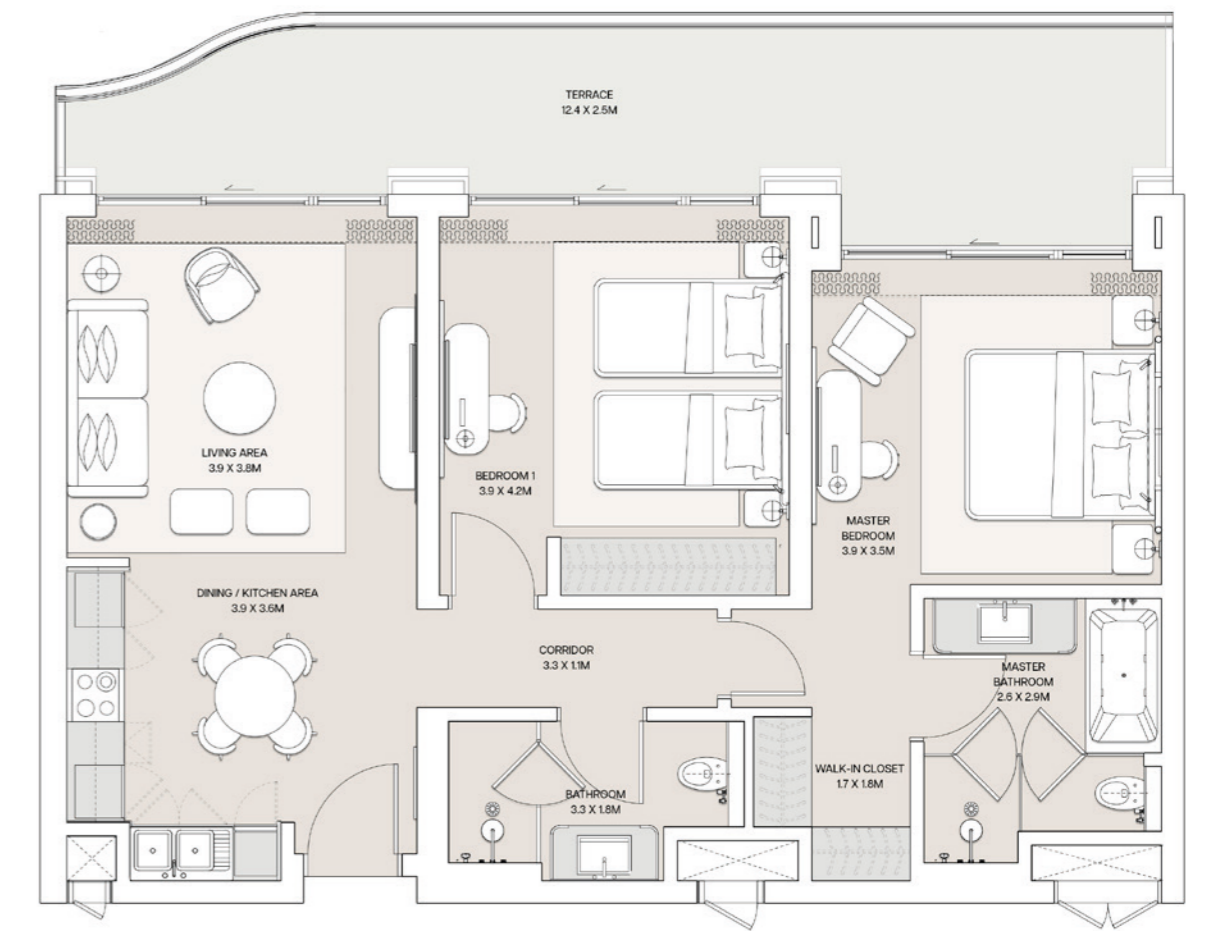 TERRACE
12.4 X 2.5M
LIVING AREA
3.9 X 3.8M
BEDROOM 1
3.9 X 4.2M
MASTER
BEDROOM
3.9 X 3.5M
DINING / KITCHEN AREA
3.9 X 3.6M
CORRIDOR
3.3 X 1.1M
MASTER
BATHROOM
2.6 X 2.9M
WALK-IN CLOSET
1.7 X 1.8M
BATHROOM
3.3 X 1.8M